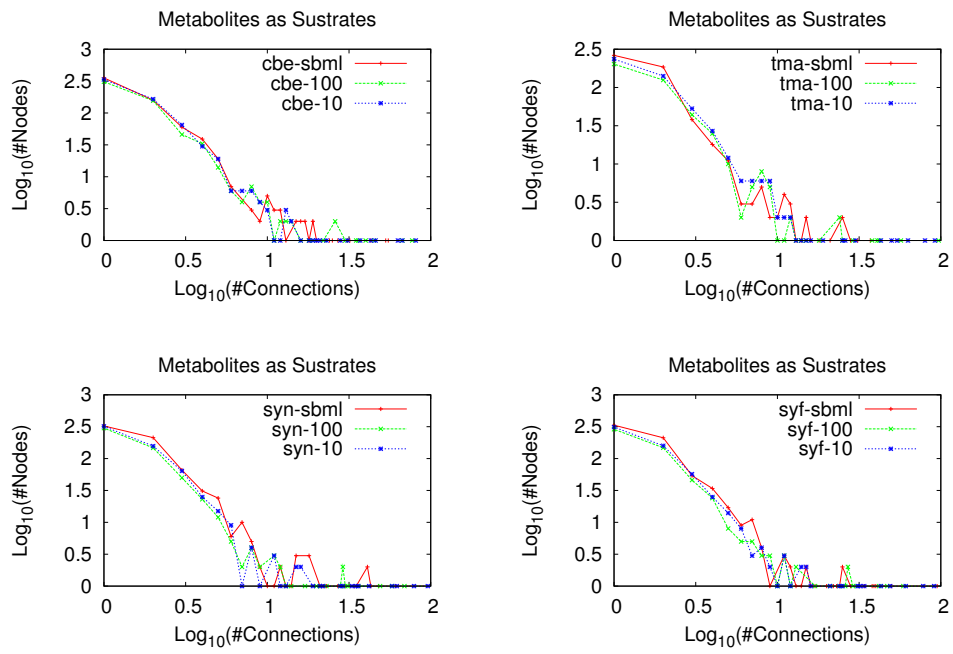 Metabolites as Sustrates
Log10(#Nodes)
3
2.5
2
1.5
1
0.5
0
cbe-sbml
cbe-100
cbe-10
0 0.5 1 1.5 2
Log10(#Connections)
Metabolites as Sustrates
Log10(#Nodes)
2.5
2
1.5
1
0.5
0
tma-sbml
tma-100
tma-10
0 0.5 1 1.5 2
Log10(#Connections)
Metabolites as Sustrates
Log10(#Nodes)
3
2.5
2
1.5
1
0.5
0
syn-sbml
syn-100
syn-10
0 0.5 1 1.5 2
Log10(#Connections)
Metabolites as Sustrates
Log10(#Nodes)
3
2.5
2
1.5
1
0.5
0
syf-sbml
syf-100
syf-10
0 0.5 1 1.5 2
Log10(#Connections)